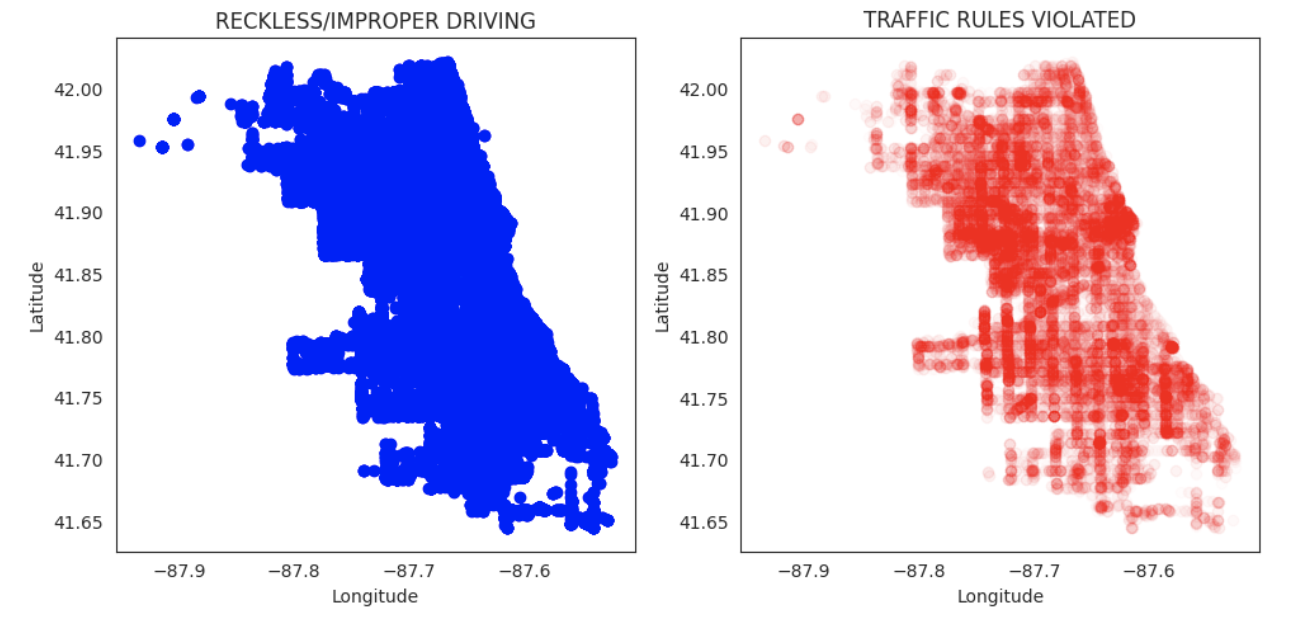 RECKLESS/IMPROPER DRIVING
42.00
41.95
41.90
41.85
41.80
41.75
41.70
41.65
Latitude
−87.9 −87.8 −87.7 −87.6
Longitude
TRAFFIC RULES VIOLATED
42.00
41.95
41.90
41.85
41.80
41.75
41.70
41.65
Latitude
−87.9 −87.8 −87.7 −87.6
Longitude